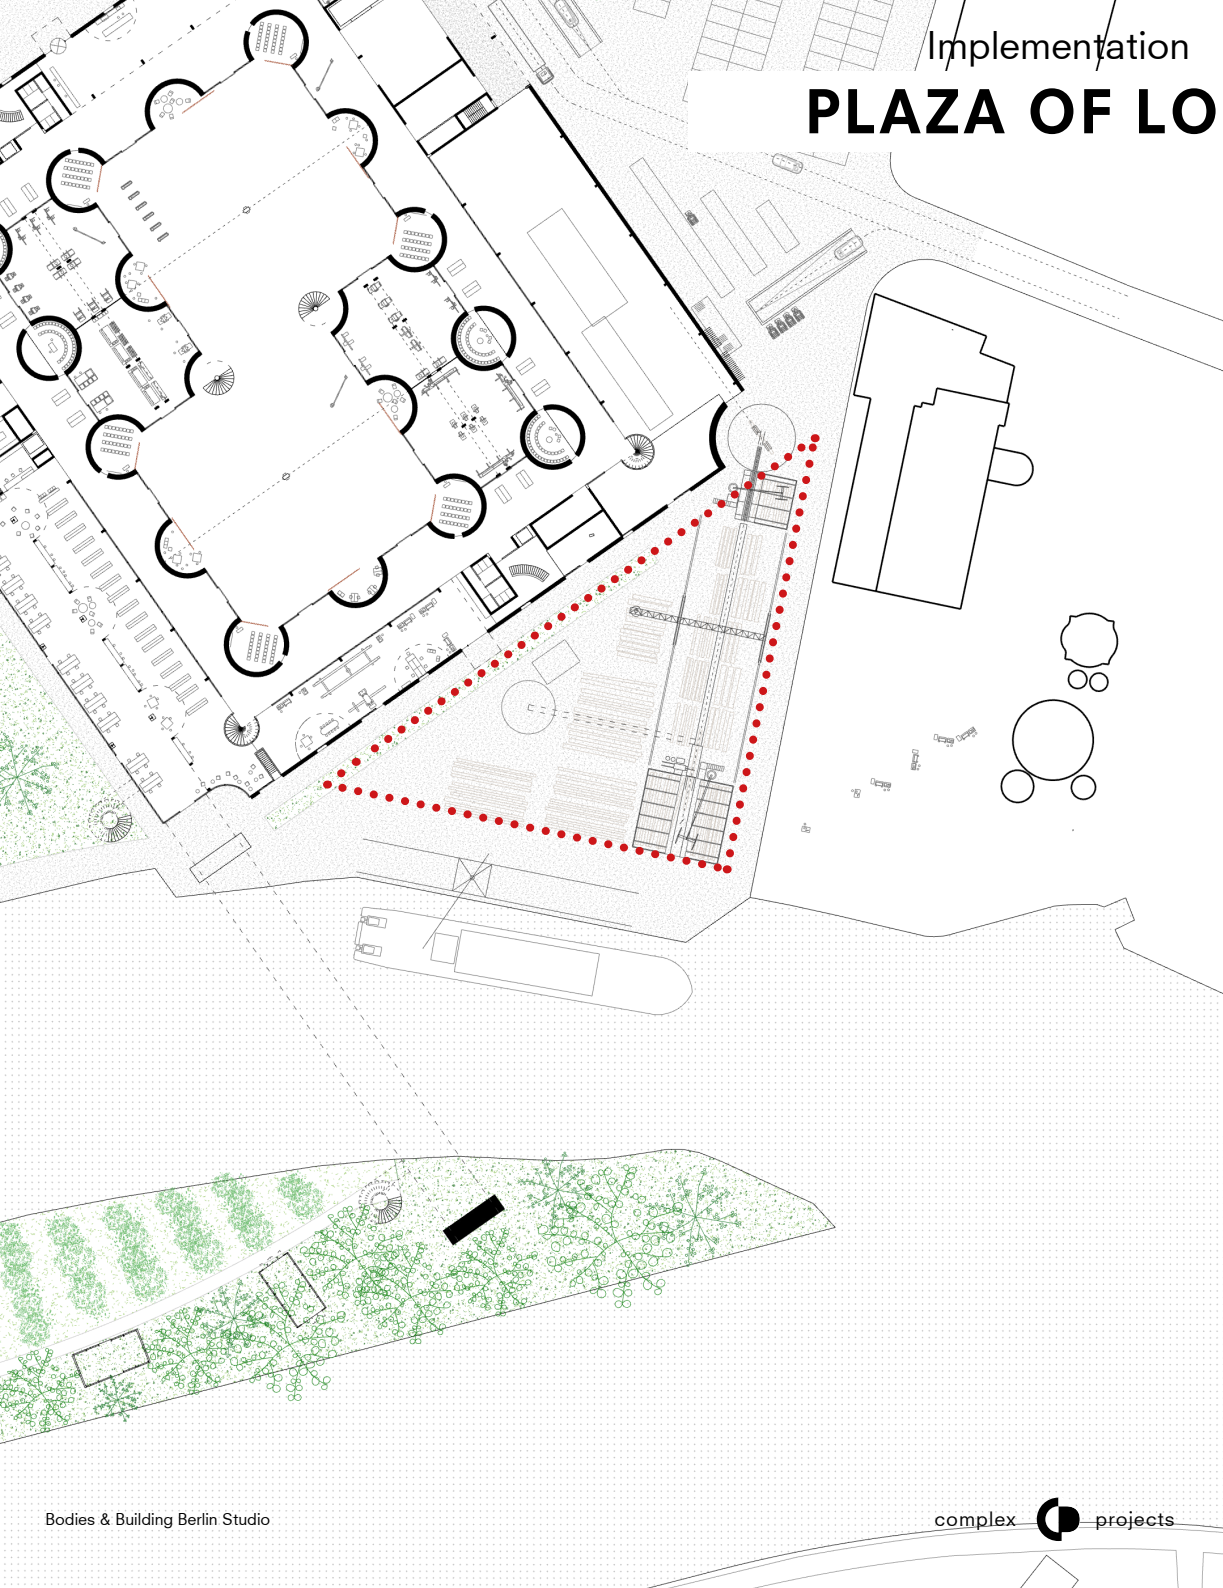 Implementation
PLAZA OF LO
Bodies & Building Berlin Studio
complex projects